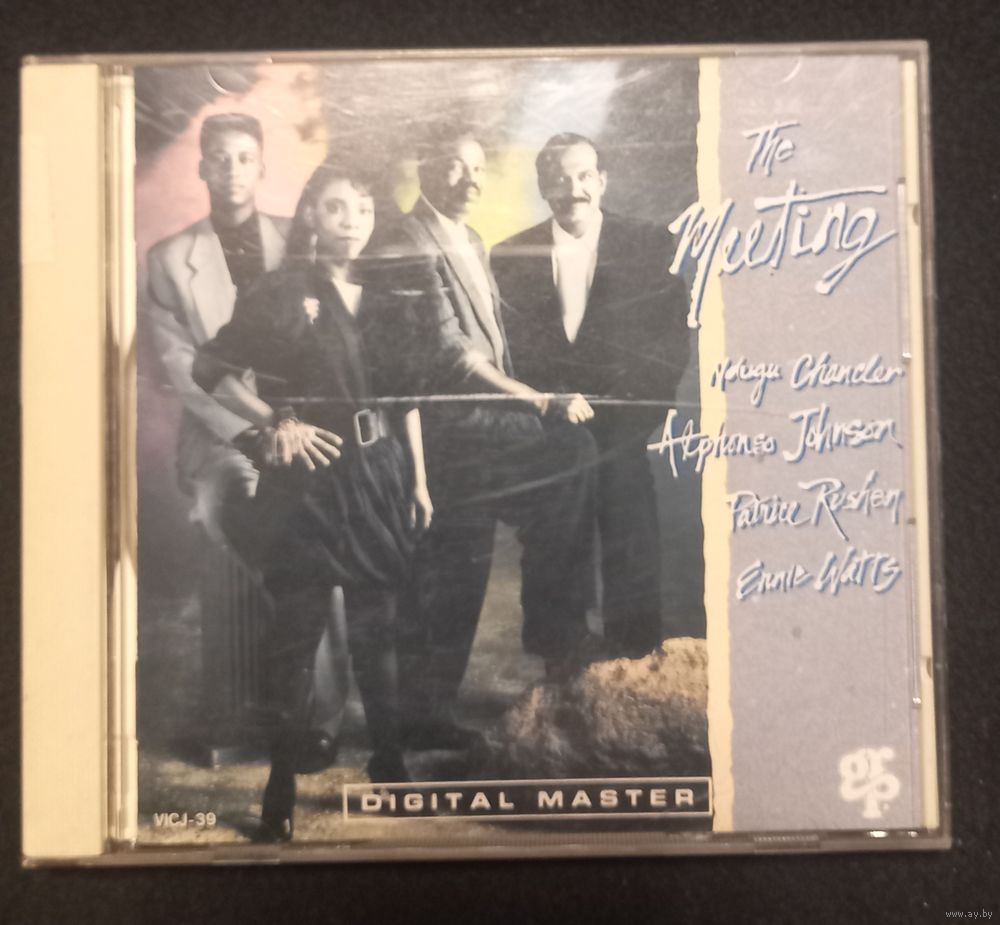 The
Meeting
Ndugu Chancler
Alphonso Johnson
Patrice Rushen
Ernie Watts
DIGITAL MASTER
grp
VICJ-39
www.ay.by